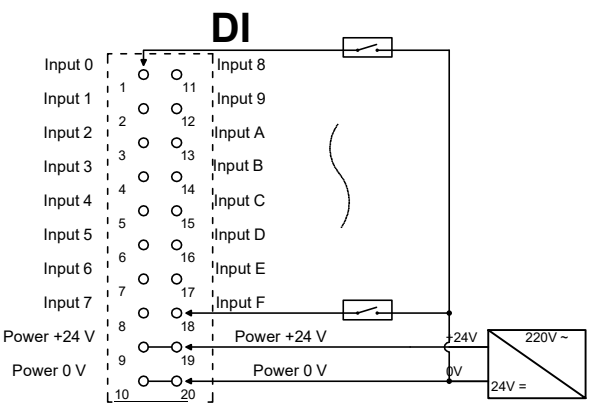 DI
Input 0 Input 8
1 11
Input 1 Input 9
2 12
Input 2 Input A
3 13
Input 3 Input B
4 14
Input 4 Input C
5 15
Input 5 Input D
6 16
Input 6 Input E
7 17
Input 7 Input F
8 18
Power +24 V Power +24 V +24V 220V ~
9 19
Power 0 V Power 0 V 0V 24V =
10 20